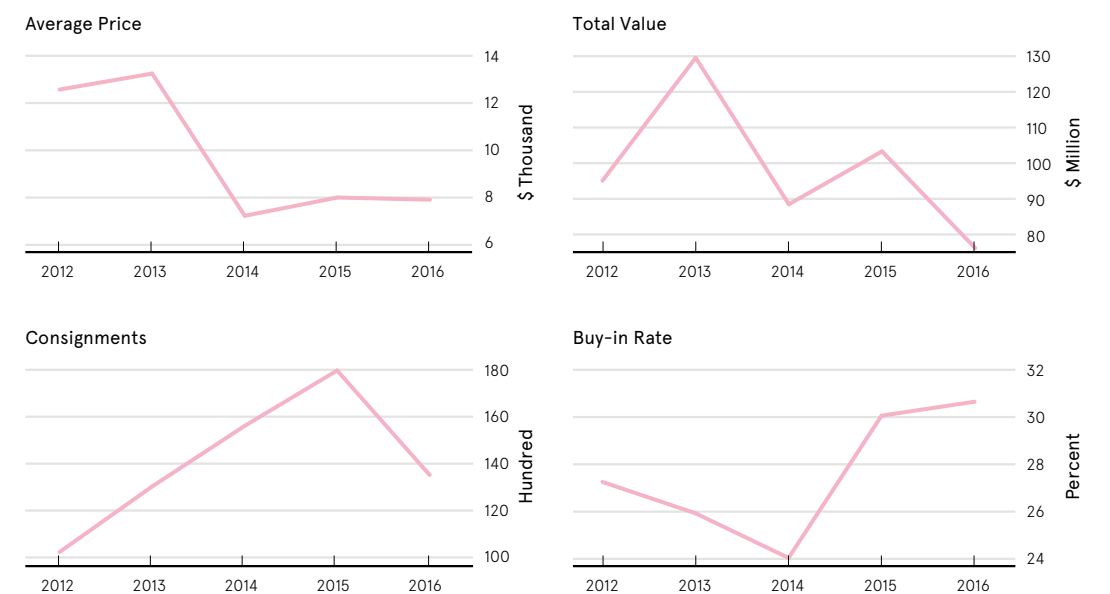 Average Price
14
12
10
8
6
$ Thousand
2012 2013 2014 2015 2016
Total Value
130
120
110
100
90
80
$ Million
2012 2013 2014 2015 2016
Consignments
180
160
140
120
100
Hundred
2012 2013 2014 2015 2016
Buy-in Rate
32
30
28
26
24
Percent
2012 2013 2014 2015 2016